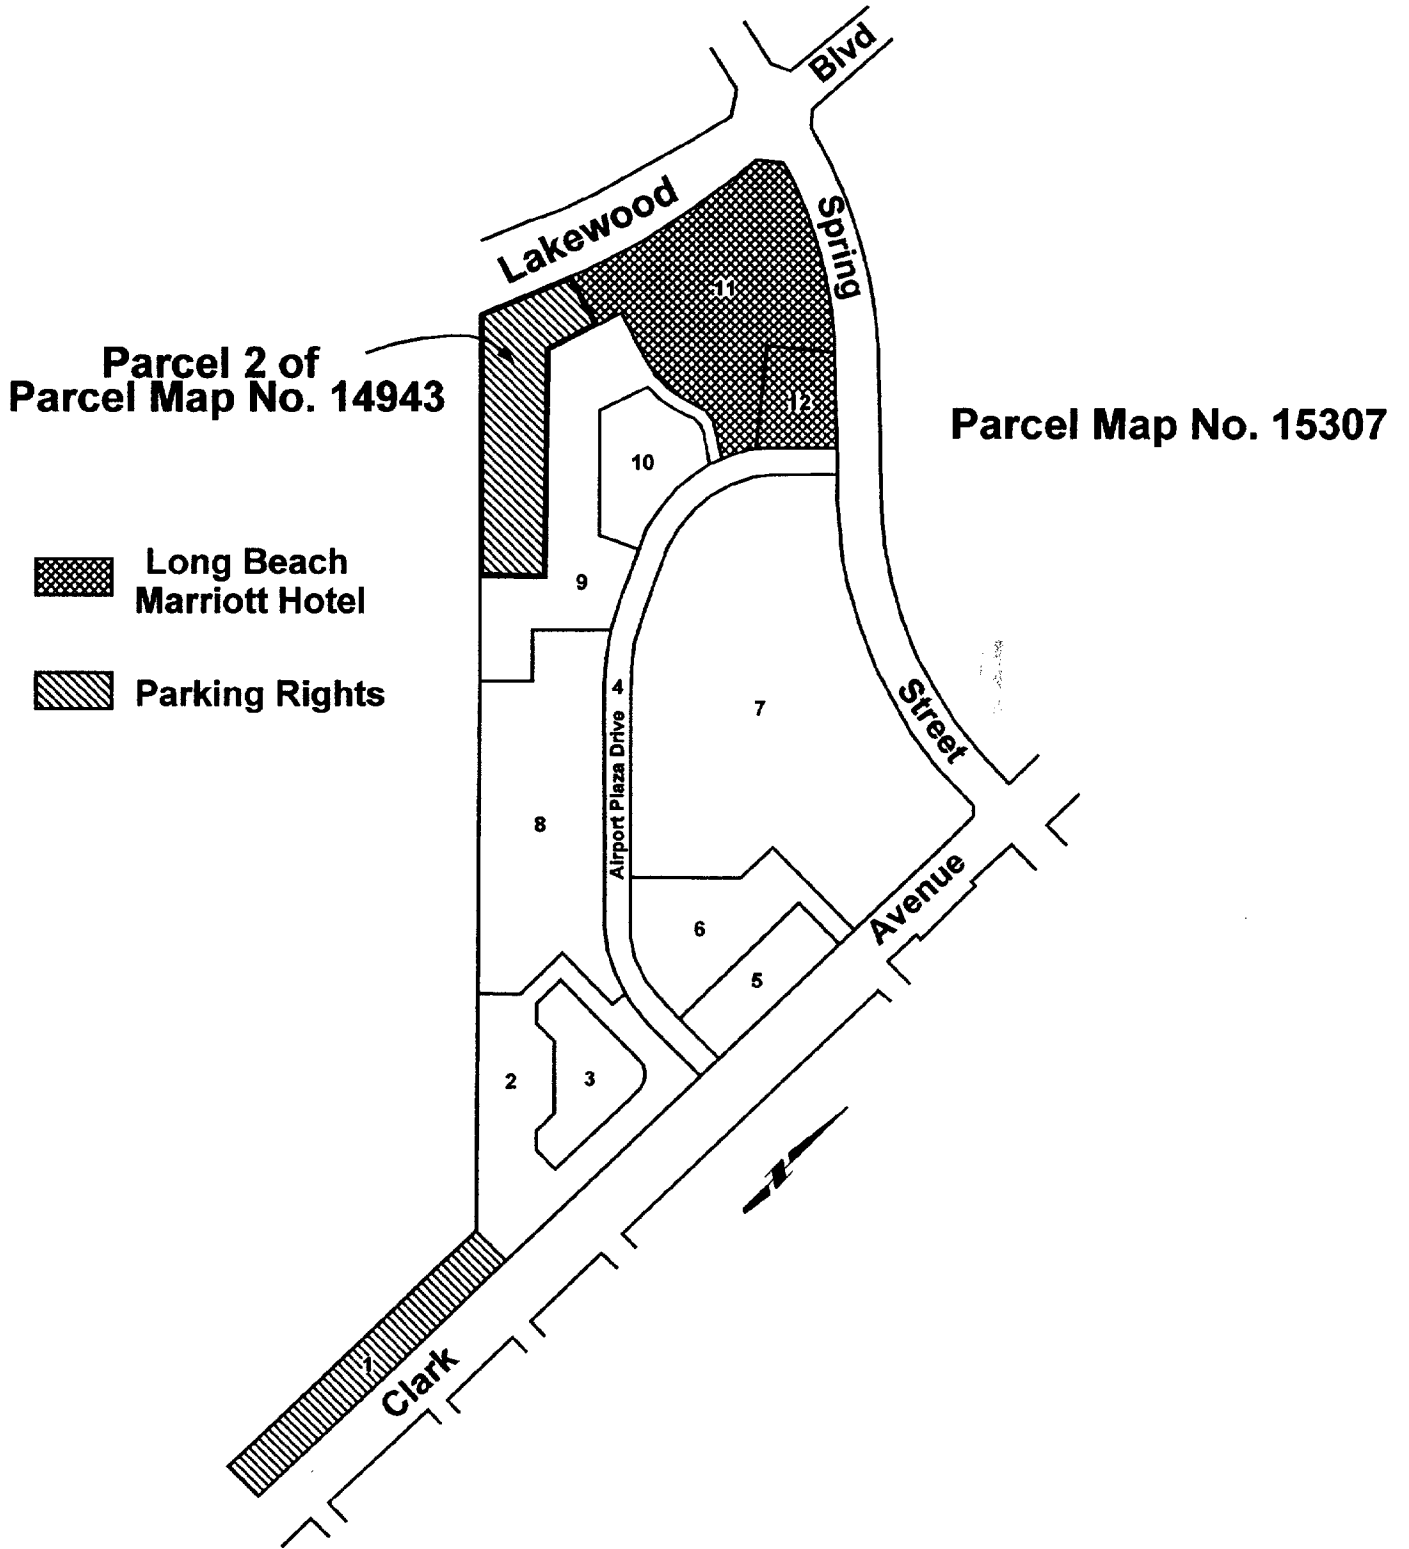 Blvd
Lakewood
Spring
11
Parcel 2 of
Parcel Map No. 14943
12
Parcel Map No. 15307
10
Long Beach
Marriott Hotel
9
Parking Rights
4
Airport Plaza Drive
7
Street
8
Avenue
6
5
2
3
1
Clark